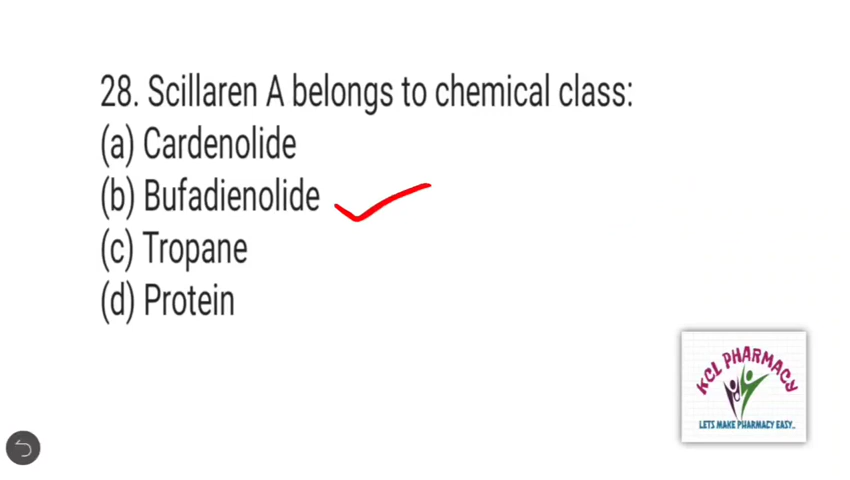 28. Scillaren A belongs to chemical class:
(a) Cardenolide
(b) Bufadienolide
(c) Tropane
(d) Protein
KCL PHARMACY
LETS MAKE PHARMACY EASY..